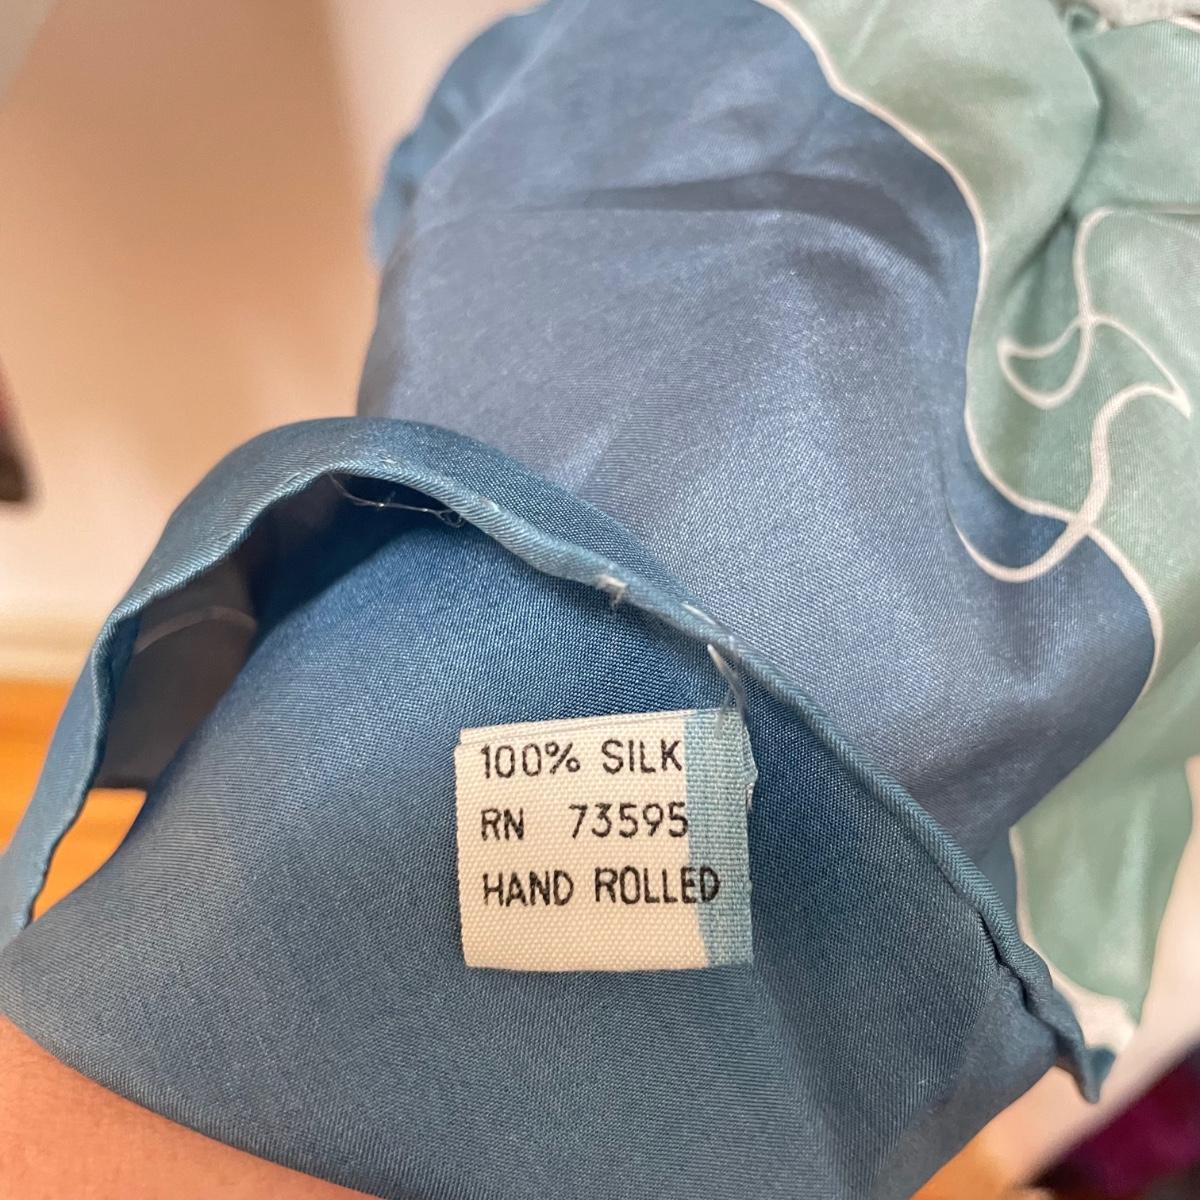 100% SILK
RN 73595
HAND ROLLED